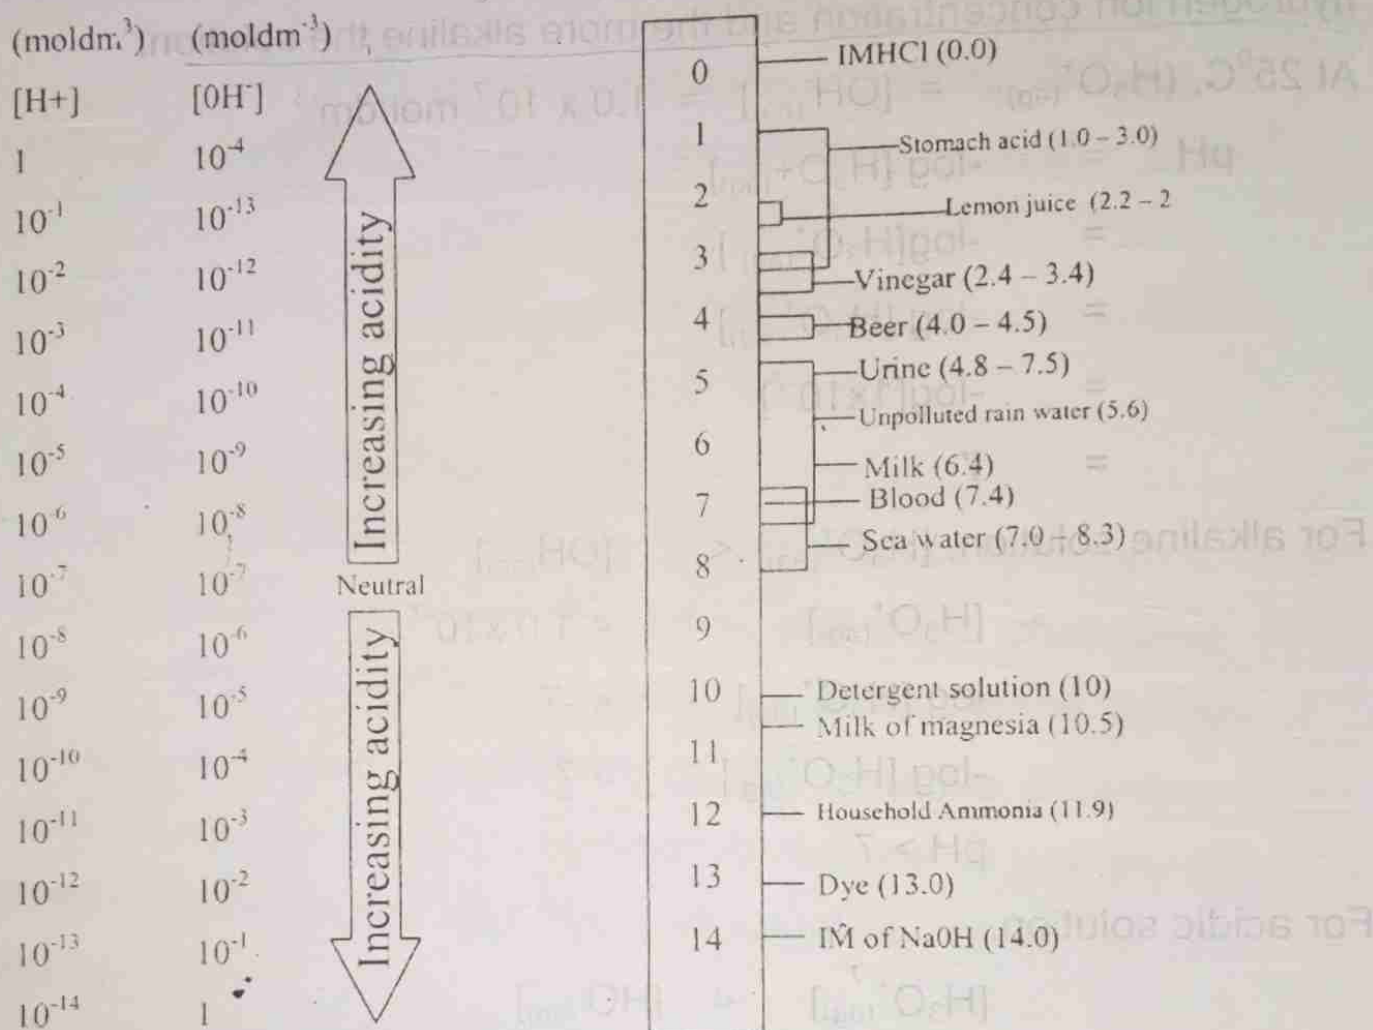 (moldm⁻³) (moldm⁻³)
[H+] [0H⁻]
1 10⁻⁴
10⁻¹ 10⁻¹³
10⁻² 10⁻¹²
10⁻³ 10⁻¹¹
10⁻⁴ 10⁻¹⁰
10⁻⁵ 10⁻⁹
10⁻⁶ 10⁻⁸
10⁻⁷ 10⁻⁷
10⁻⁸ 10⁻⁶
10⁻⁹ 10⁻⁵
10⁻¹⁰ 10⁻⁴
10⁻¹¹ 10⁻³
10⁻¹² 10⁻²
10⁻¹³ 10⁻¹
10⁻¹⁴ 1
Increasing acidity
Neutral
Increasing acidity
0
1
2
3
4
5
6
7
8
9
10
11
12
13
14
IMHCl (0.0)
Stomach acid (1.0 – 3.0)
Lemon juice (2.2 – 2
Vinegar (2.4 – 3.4)
Beer (4.0 – 4.5)
Urine (4.8 – 7.5)
Unpolluted rain water (5.6)
Milk (6.4)
Blood (7.4)
Sea water (7.0 – 8.3)
Detergent solution (10)
Milk of magnesia (10.5)
Household Ammonia (11.9)
Dye (13.0)
IM of NaOH (14.0)